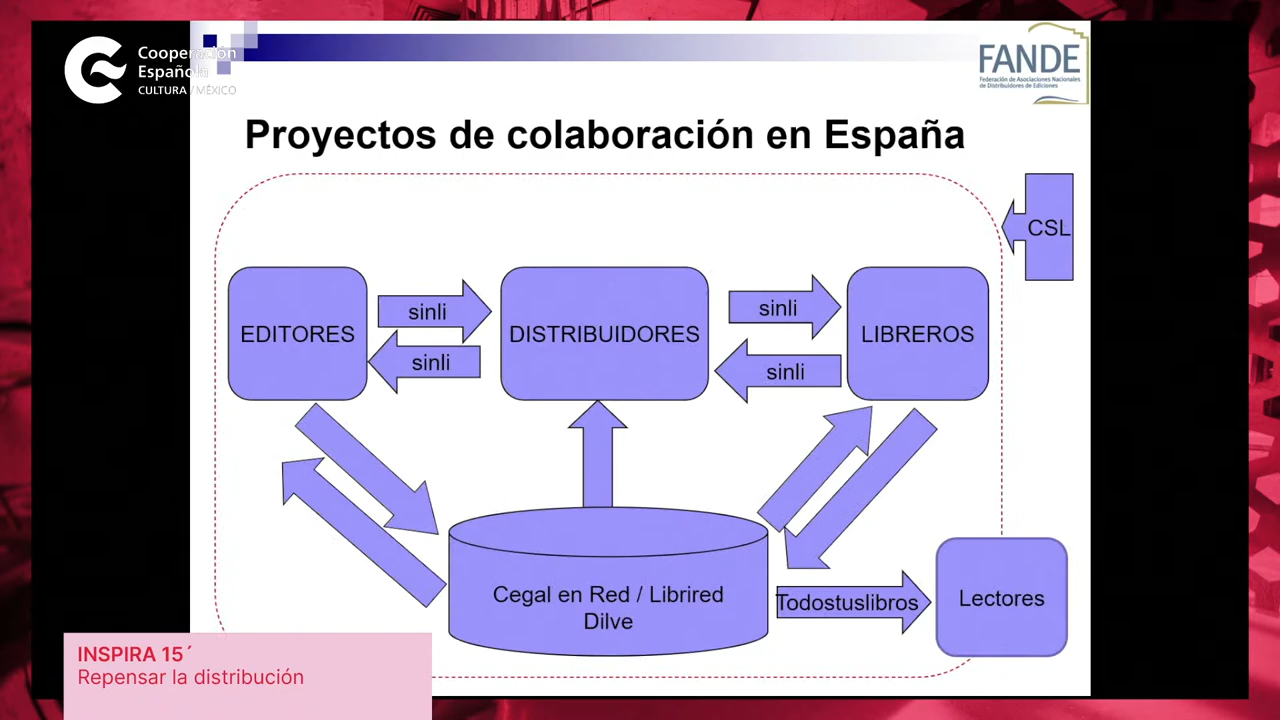 Cooperación
Española
CULTURA / MÉXICO
FANDE
Federación de Asociaciones Nacionales
de Distribuidores de Ediciones
Proyectos de colaboración en España
CSL
EDITORES
sinli
sinli
DISTRIBUIDORES
sinli
sinli
LIBREROS
Cegal en Red / Librired
Dilve
Todostuslibros
Lectores
INSPIRA 15´
Repensar la distribución